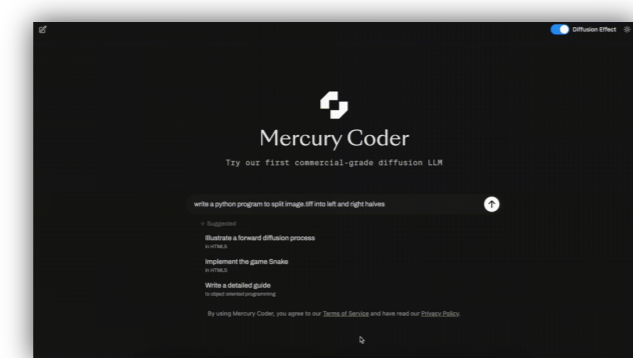 Diffusion Effect
Mercury Coder
Try our first commercial-grade diffusion LLM
write a python program to split image.tiff into left and right halves
Suggested
Illustrate a forward diffusion process
in HTML5
Implement the game Snake
in HTML5
Write a detailed guide
to object oriented programming
By using Mercury Coder, you agree to our Terms of Service and have read our Privacy Policy.